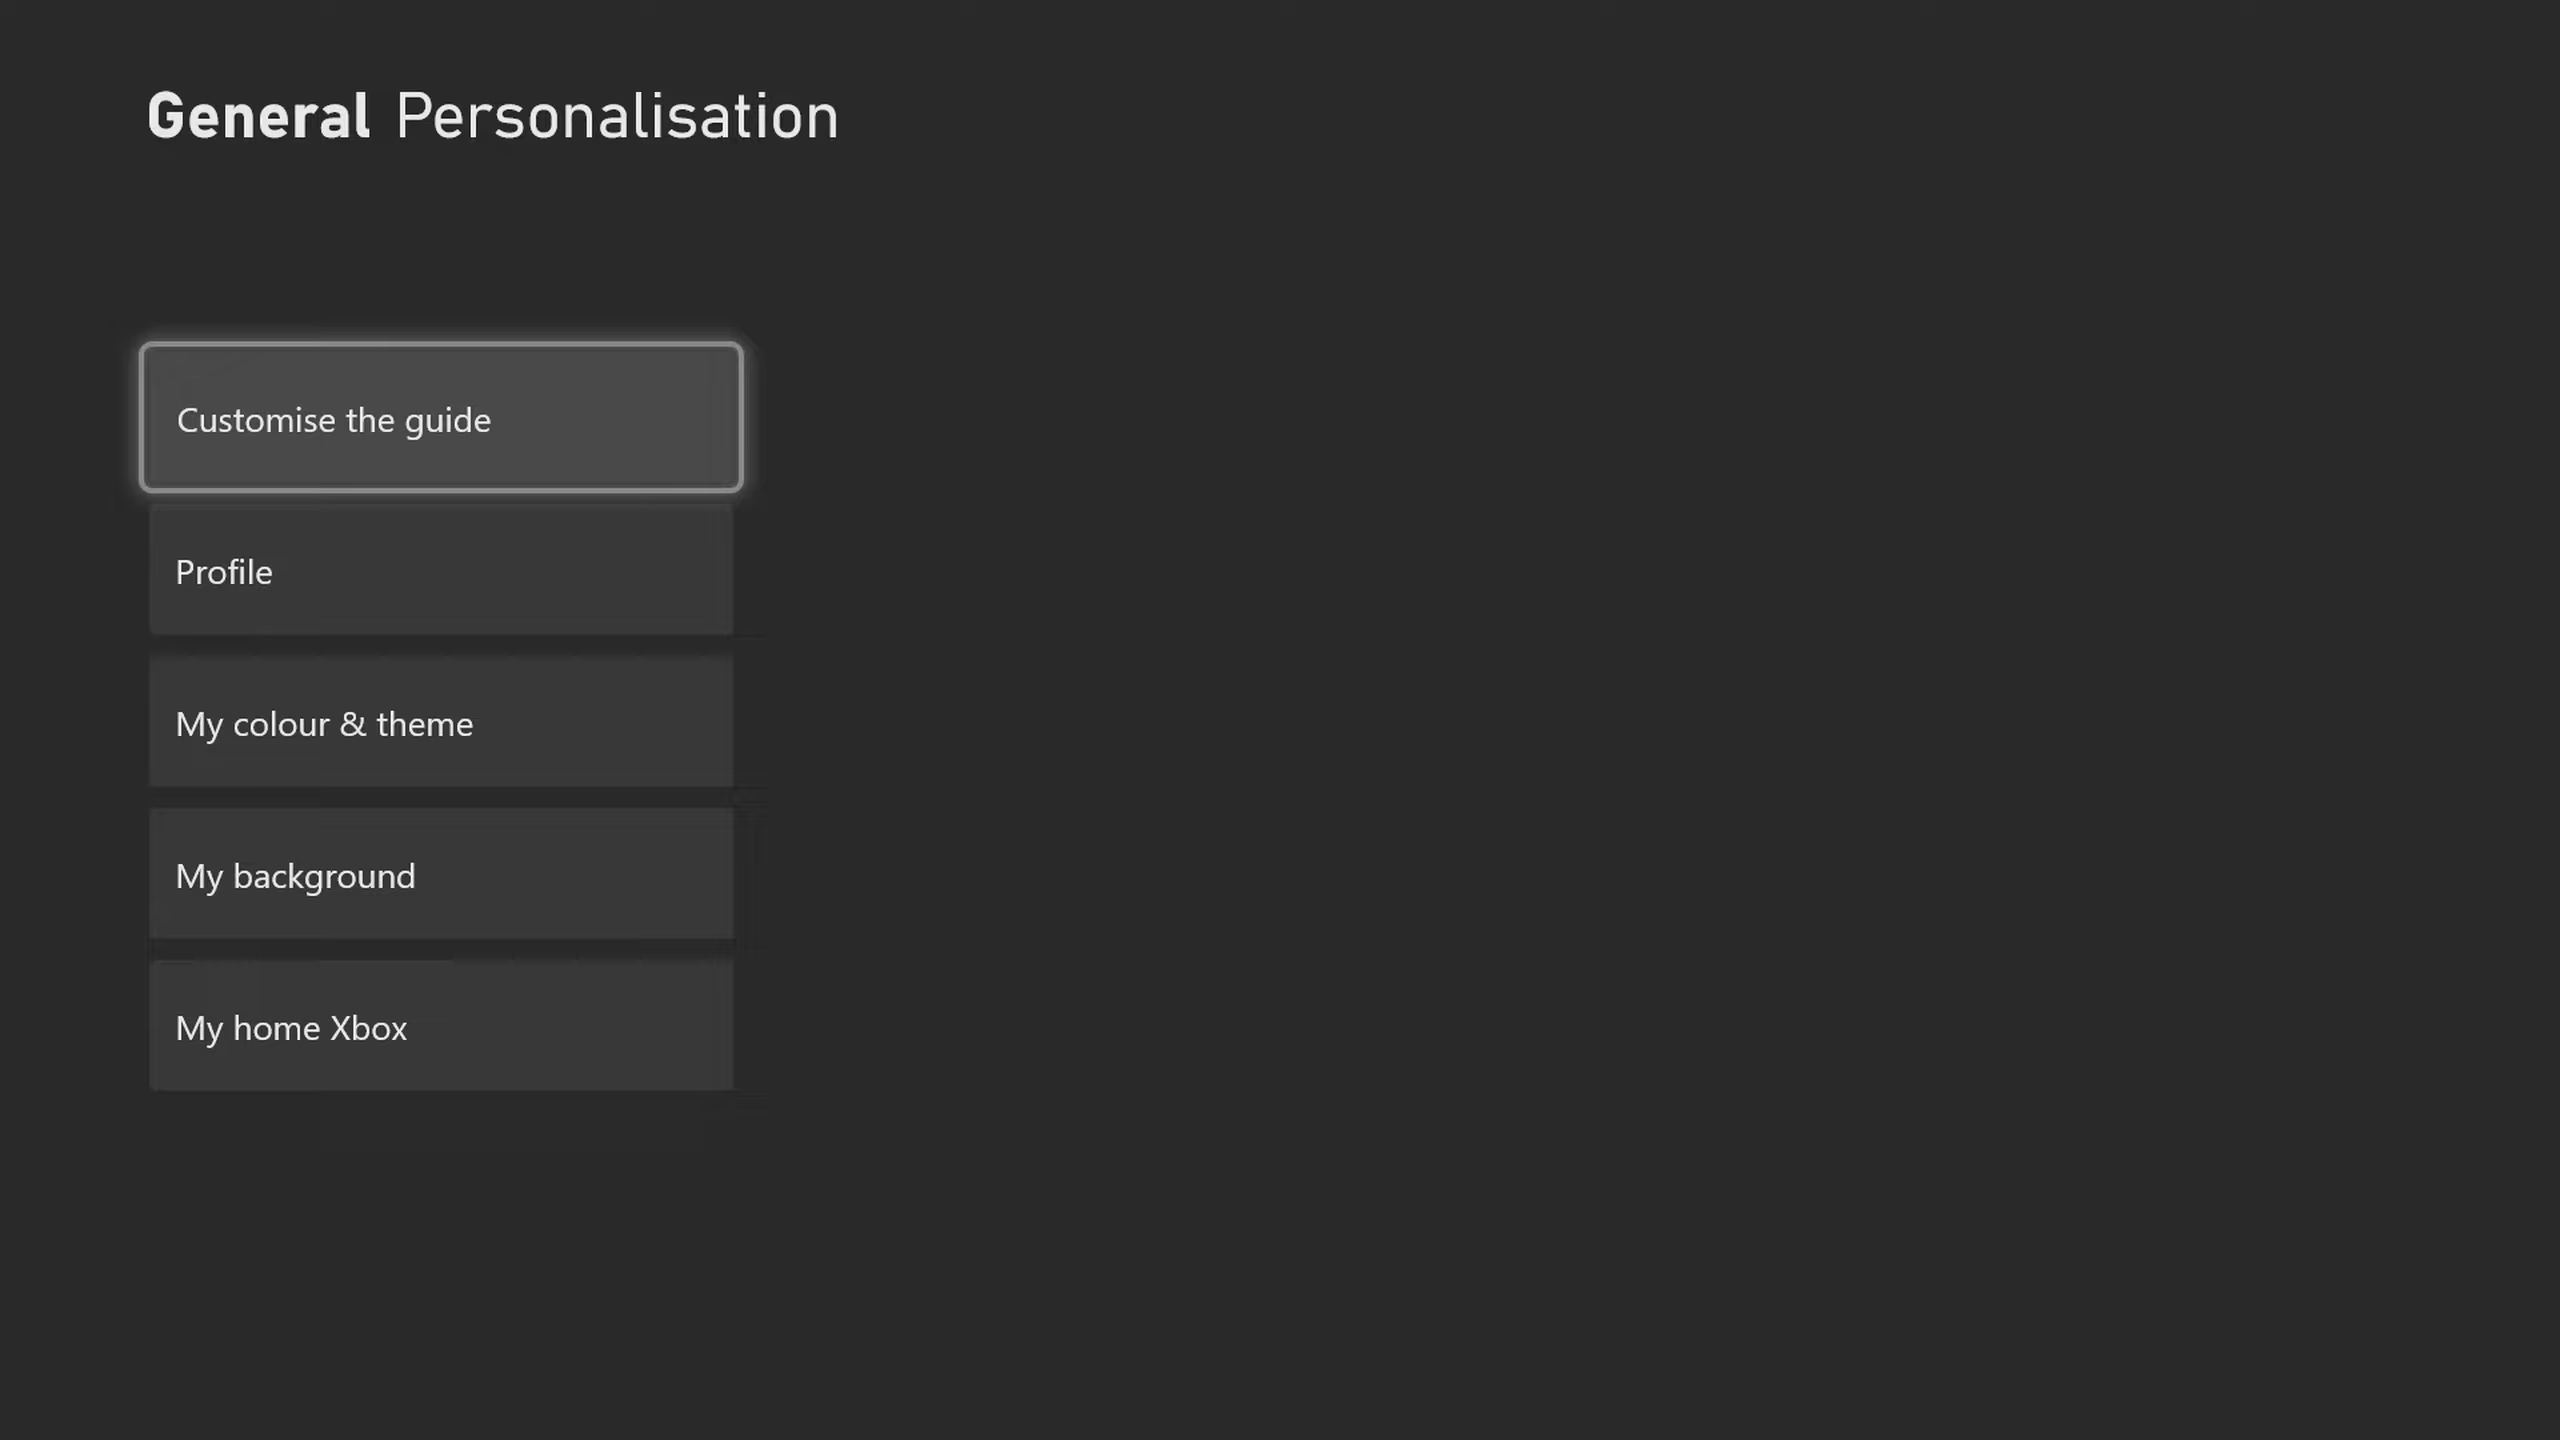 General Personalisation
Customise the guide
Profile
My colour & theme
My background
My home Xbox